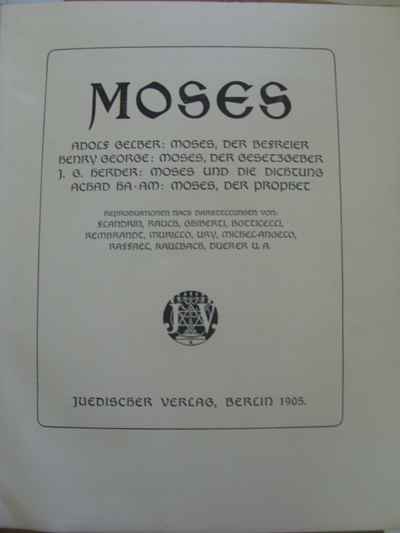 MOSES
ADOLF GELBER: MOSES, DER BEFREIER
HENRY GEORGE: MOSES, DER GESETZGEBER
J. G. HERDER: MOSES UND DIE DICHTUNG
ACHAD HA-AM: MOSES, DER PROPHET
REPRODUKTIONEN NACH DARSTELLUNGEN VON:
FLANDRIN, RAUCH, GHIBERTI, BOTTICELLI,
REMBRANDT, MURILLO, URY, MICHEL-ANGELO,
RAFFAEL, KAULBACH, DUERER U. A.
J.V.
JUEDISCHER VERLAG, BERLIN 1905.